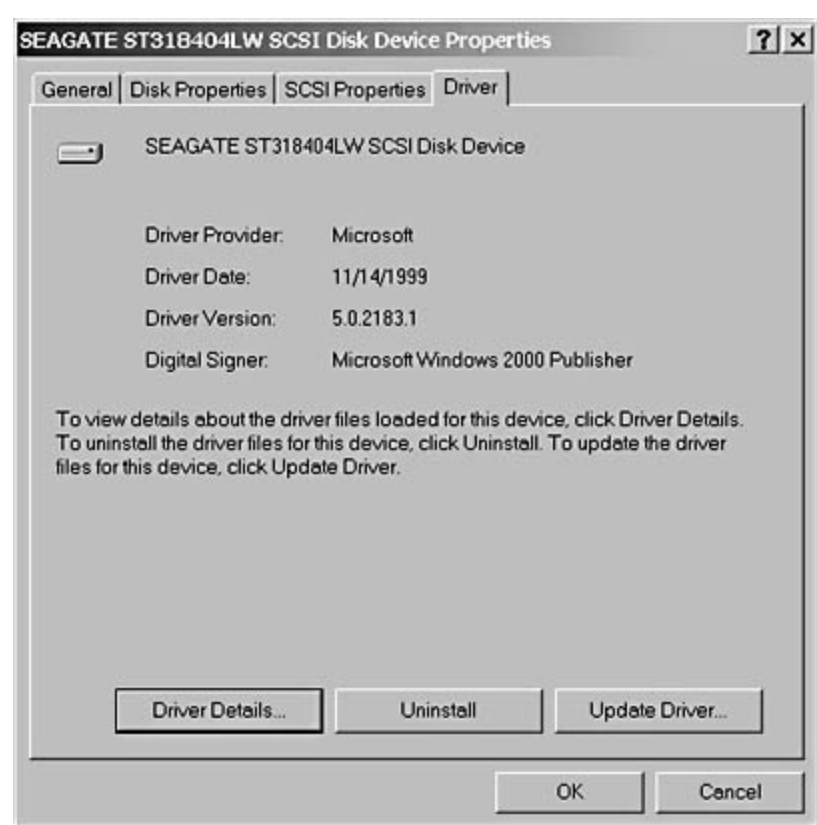 SEAGATE ST318404LW SCSI Disk Device Properties
General Disk Properties SCSI Properties Driver
SEAGATE ST318404LW SCSI Disk Device
Driver Provider: Microsoft
Driver Date: 11/14/1999
Driver Version: 5.0.2183.1
Digital Signer: Microsoft Windows 2000 Publisher
To view details about the driver files loaded for this device, click Driver Details.
To uninstall the driver files for this device, click Uninstall. To update the driver
files for this device, click Update Driver.
Driver Details... Uninstall Update Driver...
OK Cancel